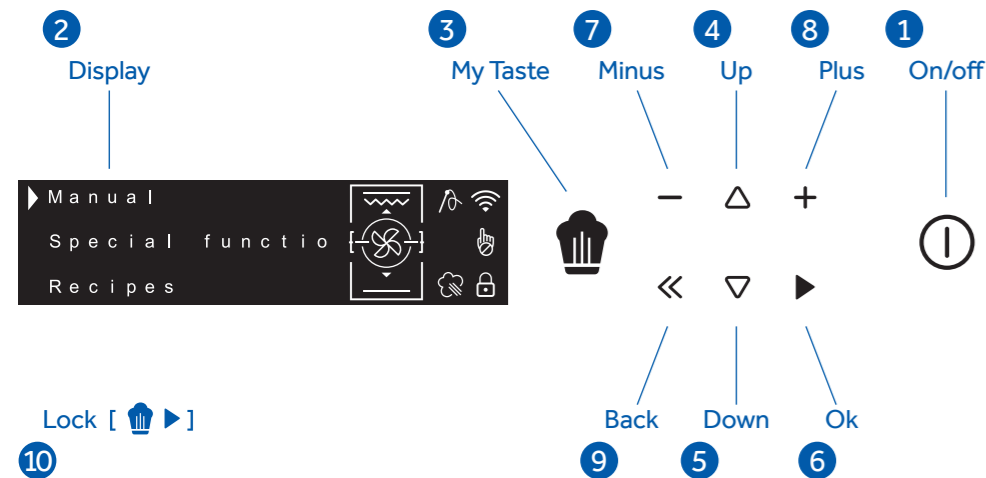 2 3 7 4 8 1
Display My Taste Minus Up Plus On/off
Manual
Special functio
Recipes
Lock [ ▶ ]
Back Down Ok
10 9 5 6